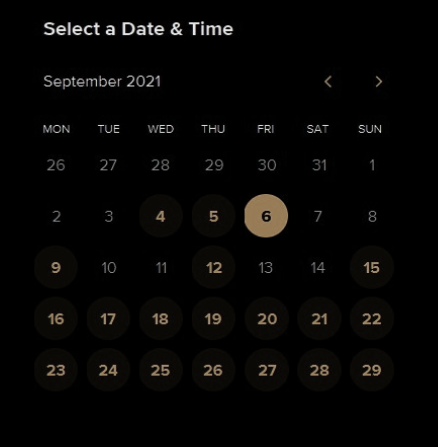 Select a Date & Time
September 2021
MON TUE WED THU FRI SAT SUN
26 27 28 29 30 31 1
2 3 4 5 6 7 8
9 10 11 12 13 14 15
16 17 18 19 20 21 22
23 24 25 26 27 28 29